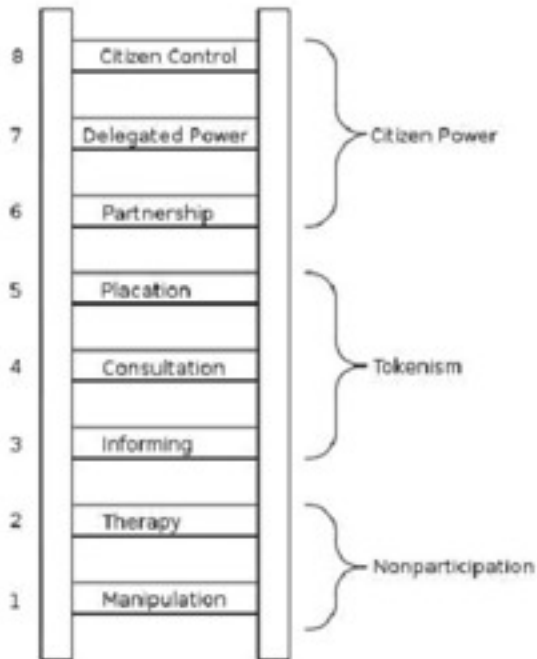 8 Citizen Control
7 Delegated Power
Citizen Power
6 Partnership
5 Placation
4 Consultation
Tokenism
3 Informing
2 Therapy
Nonparticipation
1 Manipulation